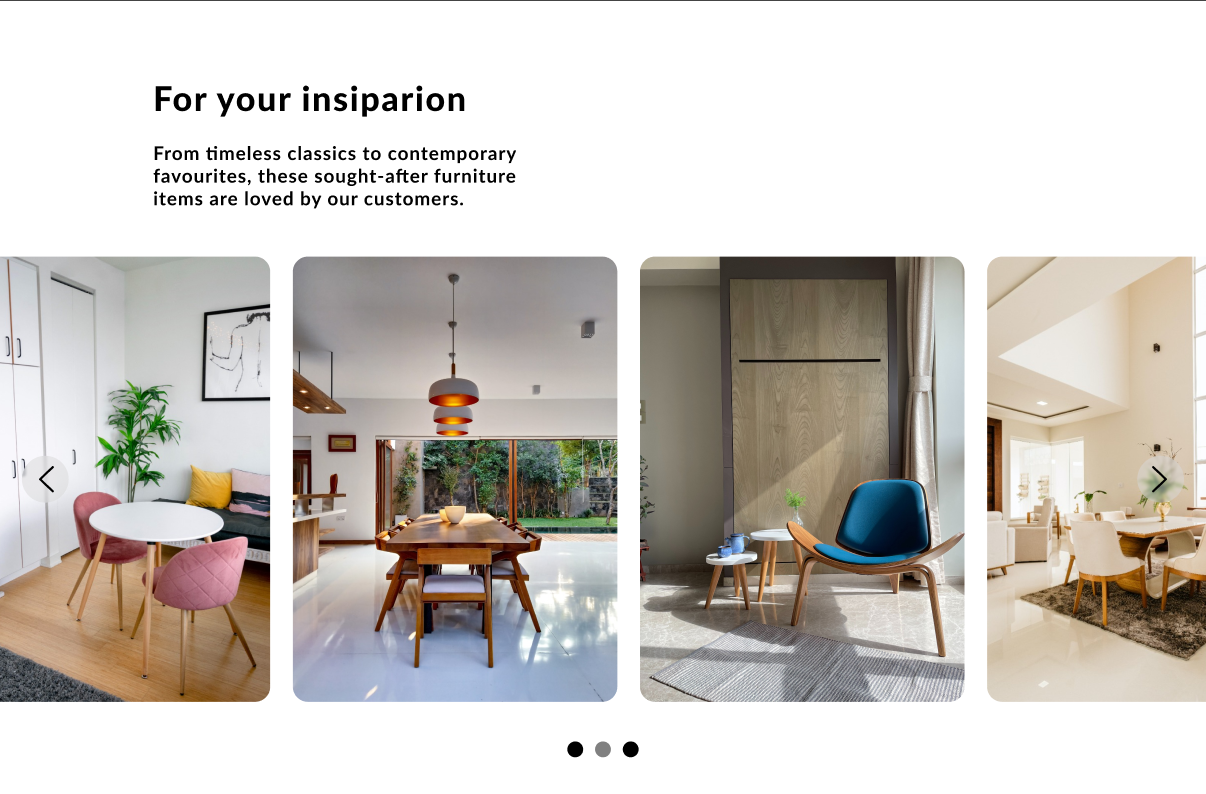 For your insiparion
From timeless classics to contemporary
favourites, these sought-after furniture
items are loved by our customers.